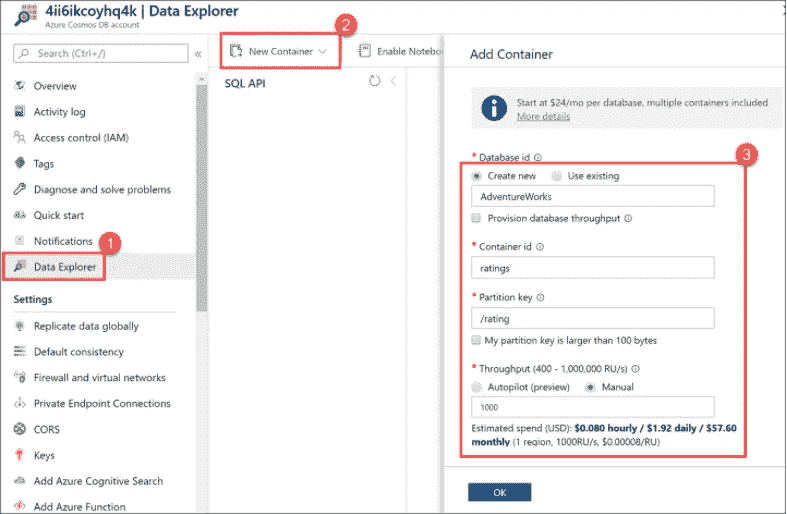 4ii6ikcoyhq4k | Data Explorer
Azure Cosmos DB account
Search (Ctrl+/)
«
Overview
Activity log
Access control (IAM)
Tags
Diagnose and solve problems
Quick start
Notifications
1
Data Explorer
Settings
Replicate data globally
Default consistency
Firewall and virtual networks
Private Endpoint Connections
CORS
Keys
Add Azure Cognitive Search
Add Azure Function
2
New Container
Enable Notebo
SQL API
Add Container
Start at $24/mo per database, multiple containers included
More details
3
* Database id
Create new Use existing
AdventureWorks
Provision database throughput
* Container id
ratings
* Partition key
/rating
My partition key is larger than 100 bytes
* Throughput (400 - 1,000,000 RU/s)
Autopilot (preview) Manual
1000
Estimated spend (USD): $0.080 hourly / $1.92 daily / $57.60
monthly (1 region, 1000RU/s, $0.00008/RU)
OK